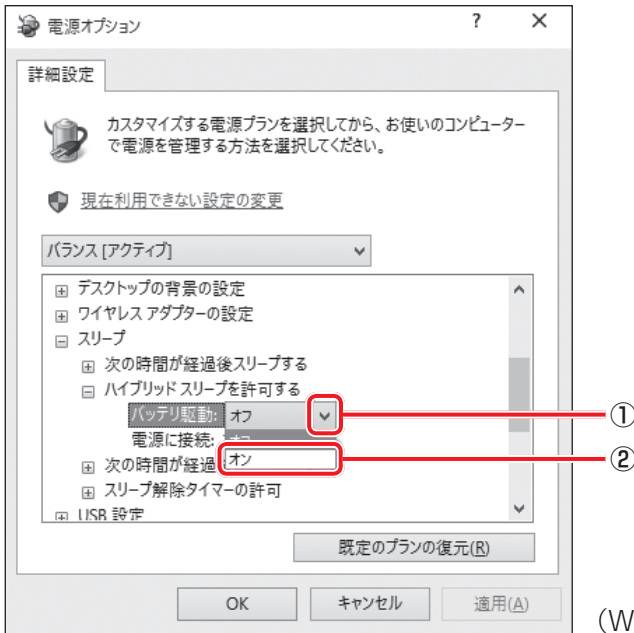 電源オプション ? ×
詳細設定
カスタマイズする電源プランを選択してから、お使いのコンピューター
で電源を管理する方法を選択してください。
現在利用できない設定の変更
バランス [アクティブ]
デスクトップの背景の設定
ワイヤレス アダプターの設定
スリープ
次の時間が経過後スリープする
ハイブリッド スリープを許可する
バッテリ駆動: オフ ①
電源に接続: オフ
オン ②
次の時間が経過
スリープ解除タイマーの許可
USB 設定
既定のプランの復元(R)
OK キャンセル 適用(A)
(W